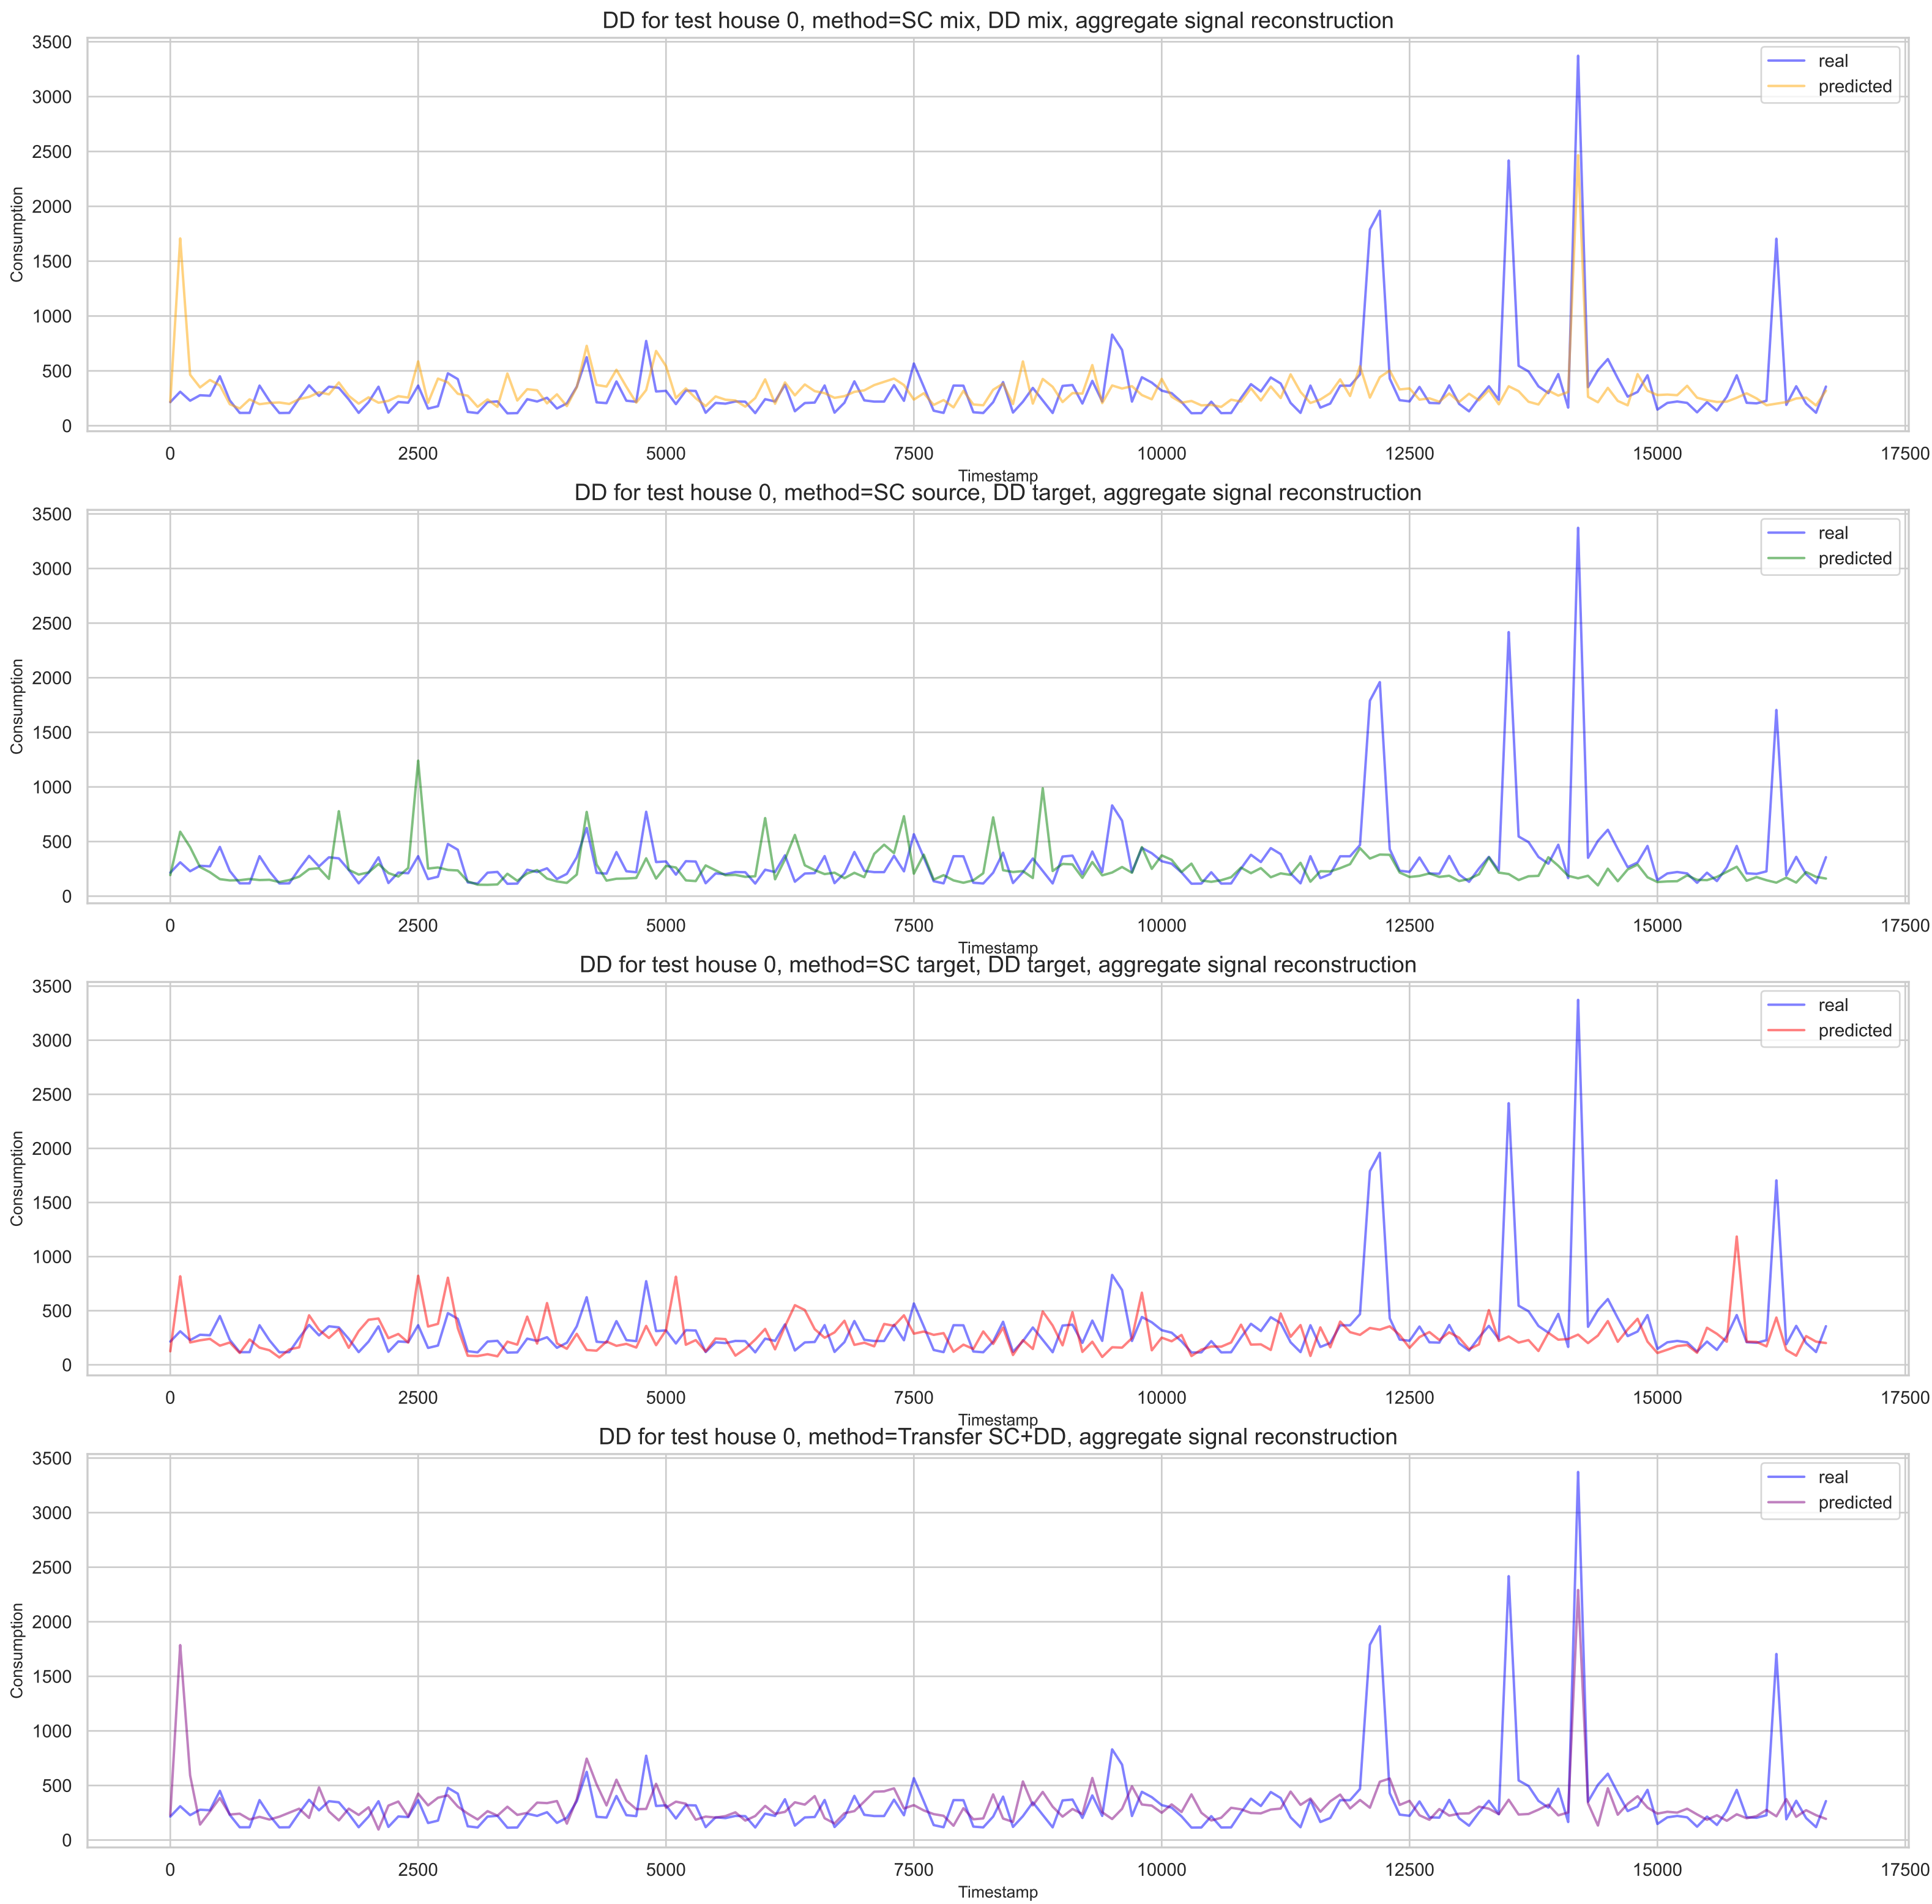 DD for test house 0, method=SC mix, DD mix, aggregate signal reconstruction
3500
3000
2500
2000
1500
1000
500
0
Consumption
real
predicted
0 2500 5000 7500 10000 12500 15000 17500
Timestamp
DD for test house 0, method=SC source, DD target, aggregate signal reconstruction
3500
3000
2500
2000
1500
1000
500
0
Consumption
real
predicted
0 2500 5000 7500 10000 12500 15000 17500
Timestamp
DD for test house 0, method=SC target, DD target, aggregate signal reconstruction
3500
3000
2500
2000
1500
1000
500
0
Consumption
real
predicted
0 2500 5000 7500 10000 12500 15000 17500
Timestamp
DD for test house 0, method=Transfer SC+DD, aggregate signal reconstruction
3500
3000
2500
2000
1500
1000
500
0
Consumption
real
predicted
0 2500 5000 7500 10000 12500 15000 17500
Timestamp